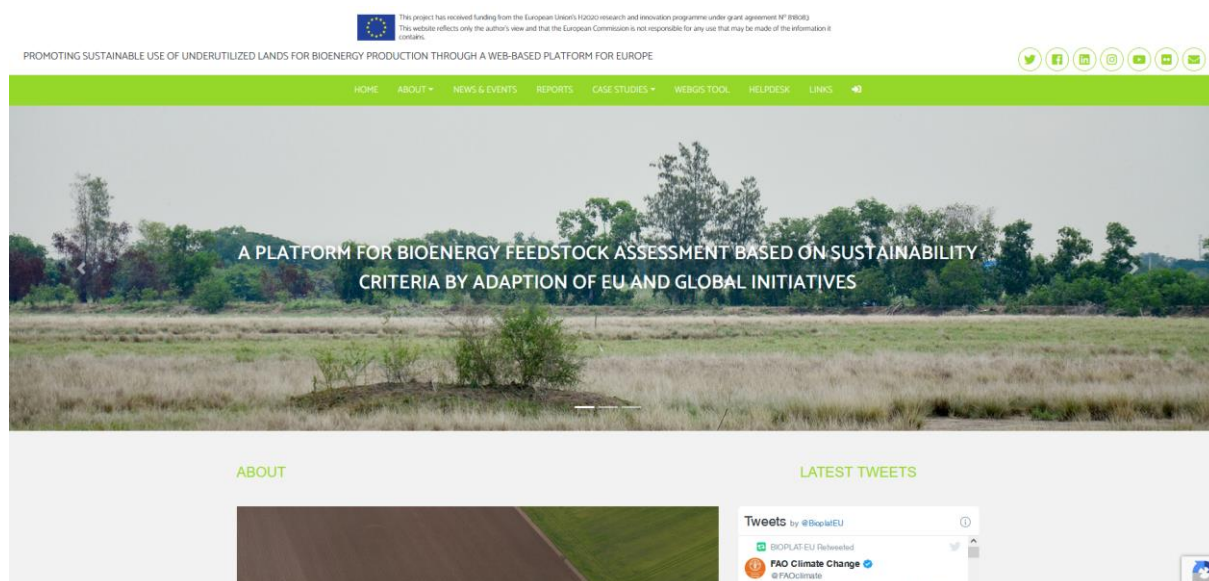 This project has received funding from the European Union's H2020 research and innovation programme under grant agreement Nº 818083
This website reflects only the author's view and that the European Commission is not responsible for any use that may be made of the information it
contains.
PROMOTING SUSTAINABLE USE OF UNDERUTILIZED LANDS FOR BIOENERGY PRODUCTION THROUGH A WEB-BASED PLATFORM FOR EUROPE
HOME ABOUT NEWS & EVENTS REPORTS CASE STUDIES WEBGIS TOOL HELPDESK LINKS
A PLATFORM FOR BIOENERGY FEEDSTOCK ASSESSMENT BASED ON SUSTAINABILITY
CRITERIA BY ADAPTION OF EU AND GLOBAL INITIATIVES
ABOUT
LATEST TWEETS
Tweets by @BioplatEU
BIOPLAT-EU Retweeted
FAO Climate Change
@FAOclimate